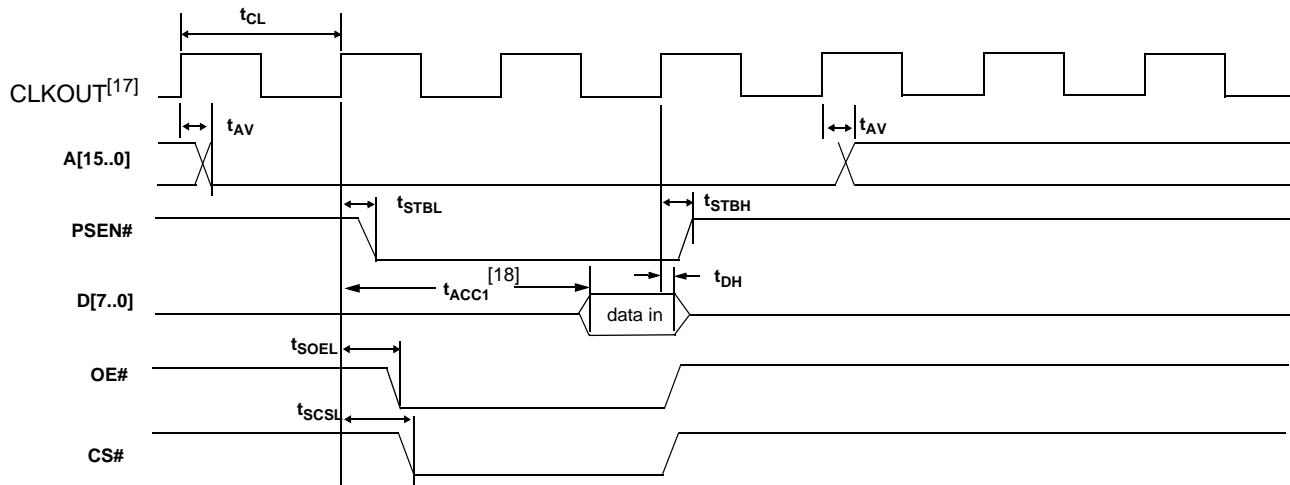 tCL
CLKOUT[17]
tAV
tAV
A[15..0]
tSTBL
tSTBH
PSEN#
[18]
tDH
tACC1
D[7..0]
data in
tSOEL
OE#
tSCSL
CS#